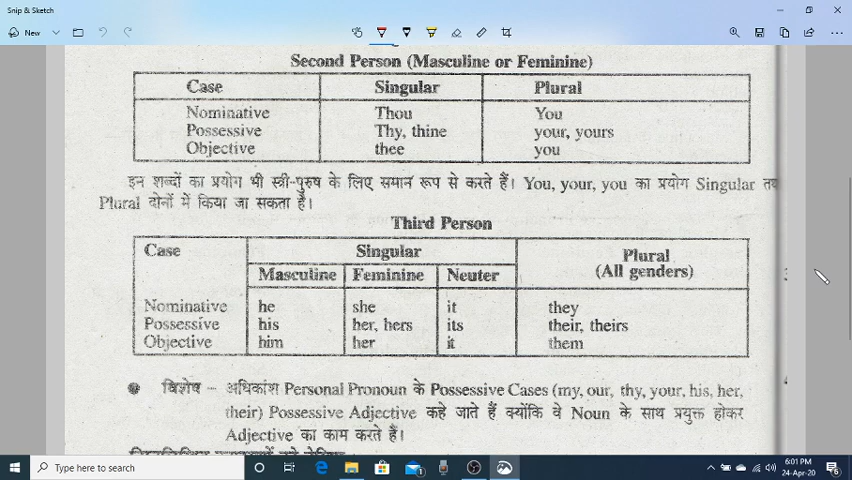 Snip & Sketch
New
Second Person (Masculine or Feminine)
Case Singular Plural
Nominative Thou You
Possessive Thy, thine your, yours
Objective thee you
इन शब्दों का प्रयोग भी स्त्री-पुरुष के लिए समान रूप से करते हैं। You, your, you का प्रयोग Singular
Plural दोनों में किया जा सकता है।
Third Person
Case Singular Plural
(All genders)
Masculine Feminine Neuter
Nominative he she it they
Possessive his her, hers its their, theirs
Objective him her it them
विशेष – अधिकांश Personal Pronoun के Possessive Cases (my, our, thy, your, his, her,
their) Possessive Adjective कहे जाते हैं क्योंकि वे Noun के साथ प्रयुक्त होकर
Adjective का काम करते हैं।
Type here to search
6:01 PM
24-Apr-20